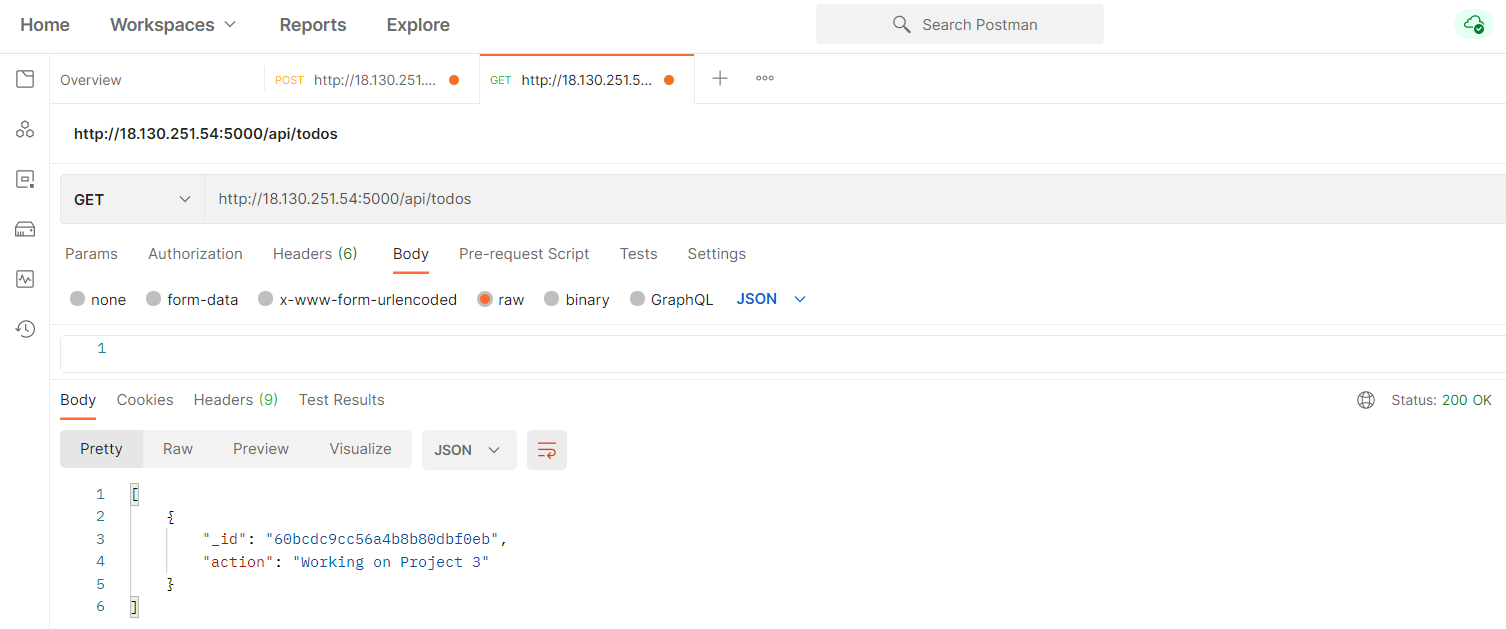 Home Workspaces Reports Explore Search Postman
Overview POST http://18.130.251.... GET http://18.130.251.5...
http://18.130.251.54:5000/api/todos
GET http://18.130.251.54:5000/api/todos
Params Authorization Headers (6) Body Pre-request Script Tests Settings
none form-data x-www-form-urlencoded raw binary GraphQL JSON
1
Body Cookies Headers (9) Test Results Status: 200 OK
Pretty Raw Preview Visualize JSON
1 [
2 {
3 "_id": "60bcdc9cc56a4b8b80dbf0eb",
4 "action": "Working on Project 3"
5 }
6 ]